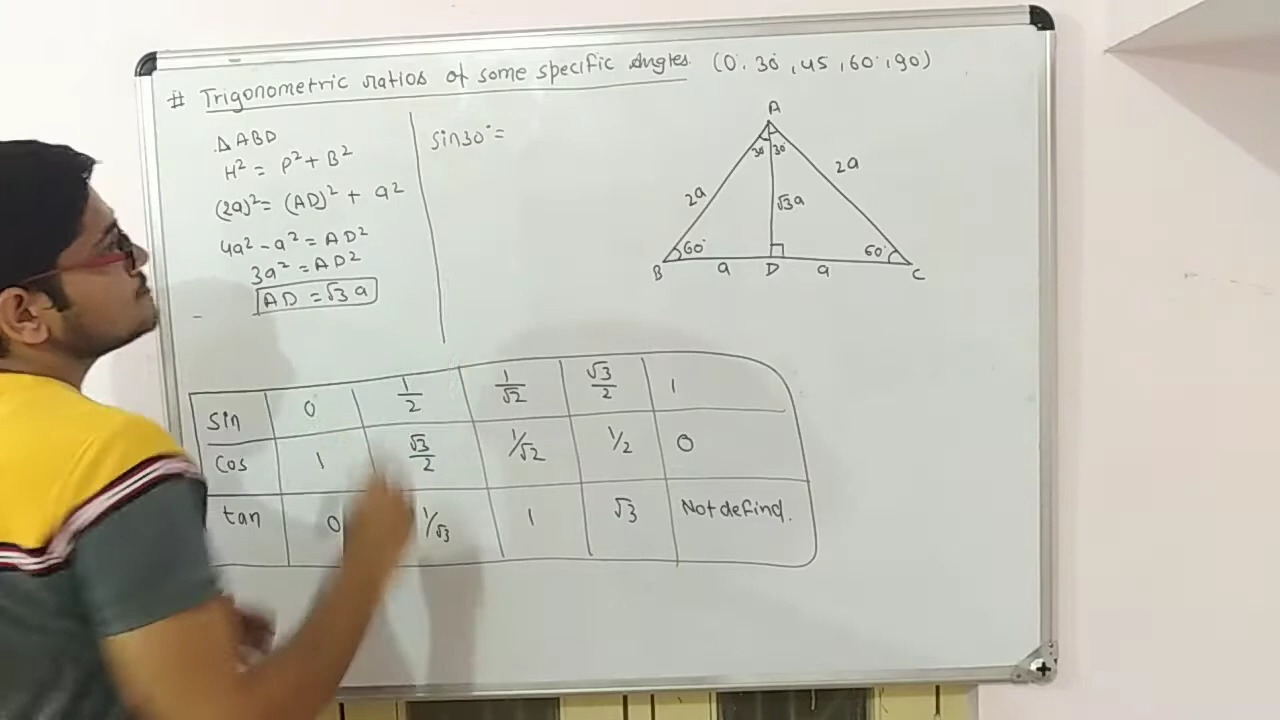 # Trigonometric ratios of some specific Angles (0°, 30°, 45, 60°, 90)
△ABD
H² = P² + B²
(2a)² = (AD)² + a²
4a² - a² = AD²
3a² = AD²
AD = √3 a
sin30° =
A
30° 30°
2a 2a
√3a
60° 60°
B a D a C
sin 0 1/2 1/√2 √3/2 1
cos 1 √3/2 1/√2 1/2 0
tan 0 1/√3 1 √3 Not defind.